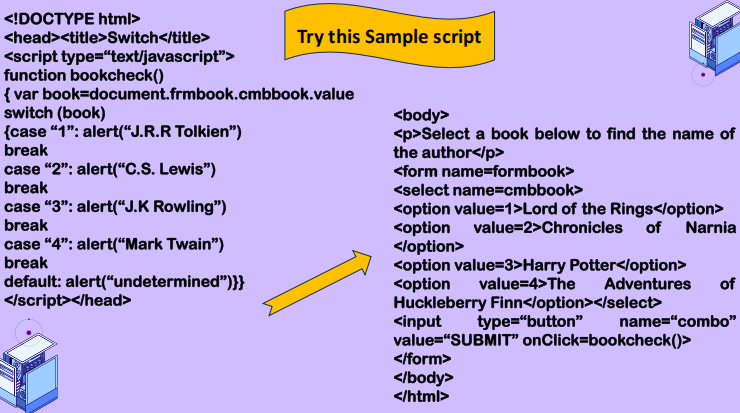 <!DOCTYPE html>
<head><title>Switch</title>
<script type=“text/javascript”>
function bookcheck()
{ var book=document.frmbook.cmbbook.value
switch (book)
{case “1”: alert(“J.R.R Tolkien”)
break
case “2”: alert(“C.S. Lewis”)
break
case “3”: alert(“J.K Rowling”)
break
case “4”: alert(“Mark Twain”)
break
default: alert(“undetermined”)}}
</script></head>
Try this Sample script
<body>
<p>Select a book below to find the name of
the author</p>
<form name=formbook>
<select name=cmbbook>
<option value=1>Lord of the Rings</option>
<option value=2>Chronicles of Narnia
</option>
<option value=3>Harry Potter</option>
<option value=4>The Adventures of
Huckleberry Finn</option></select>
<input type=“button” name=“combo”
value=“SUBMIT” onClick=bookcheck()>
</form>
</body>
</html>